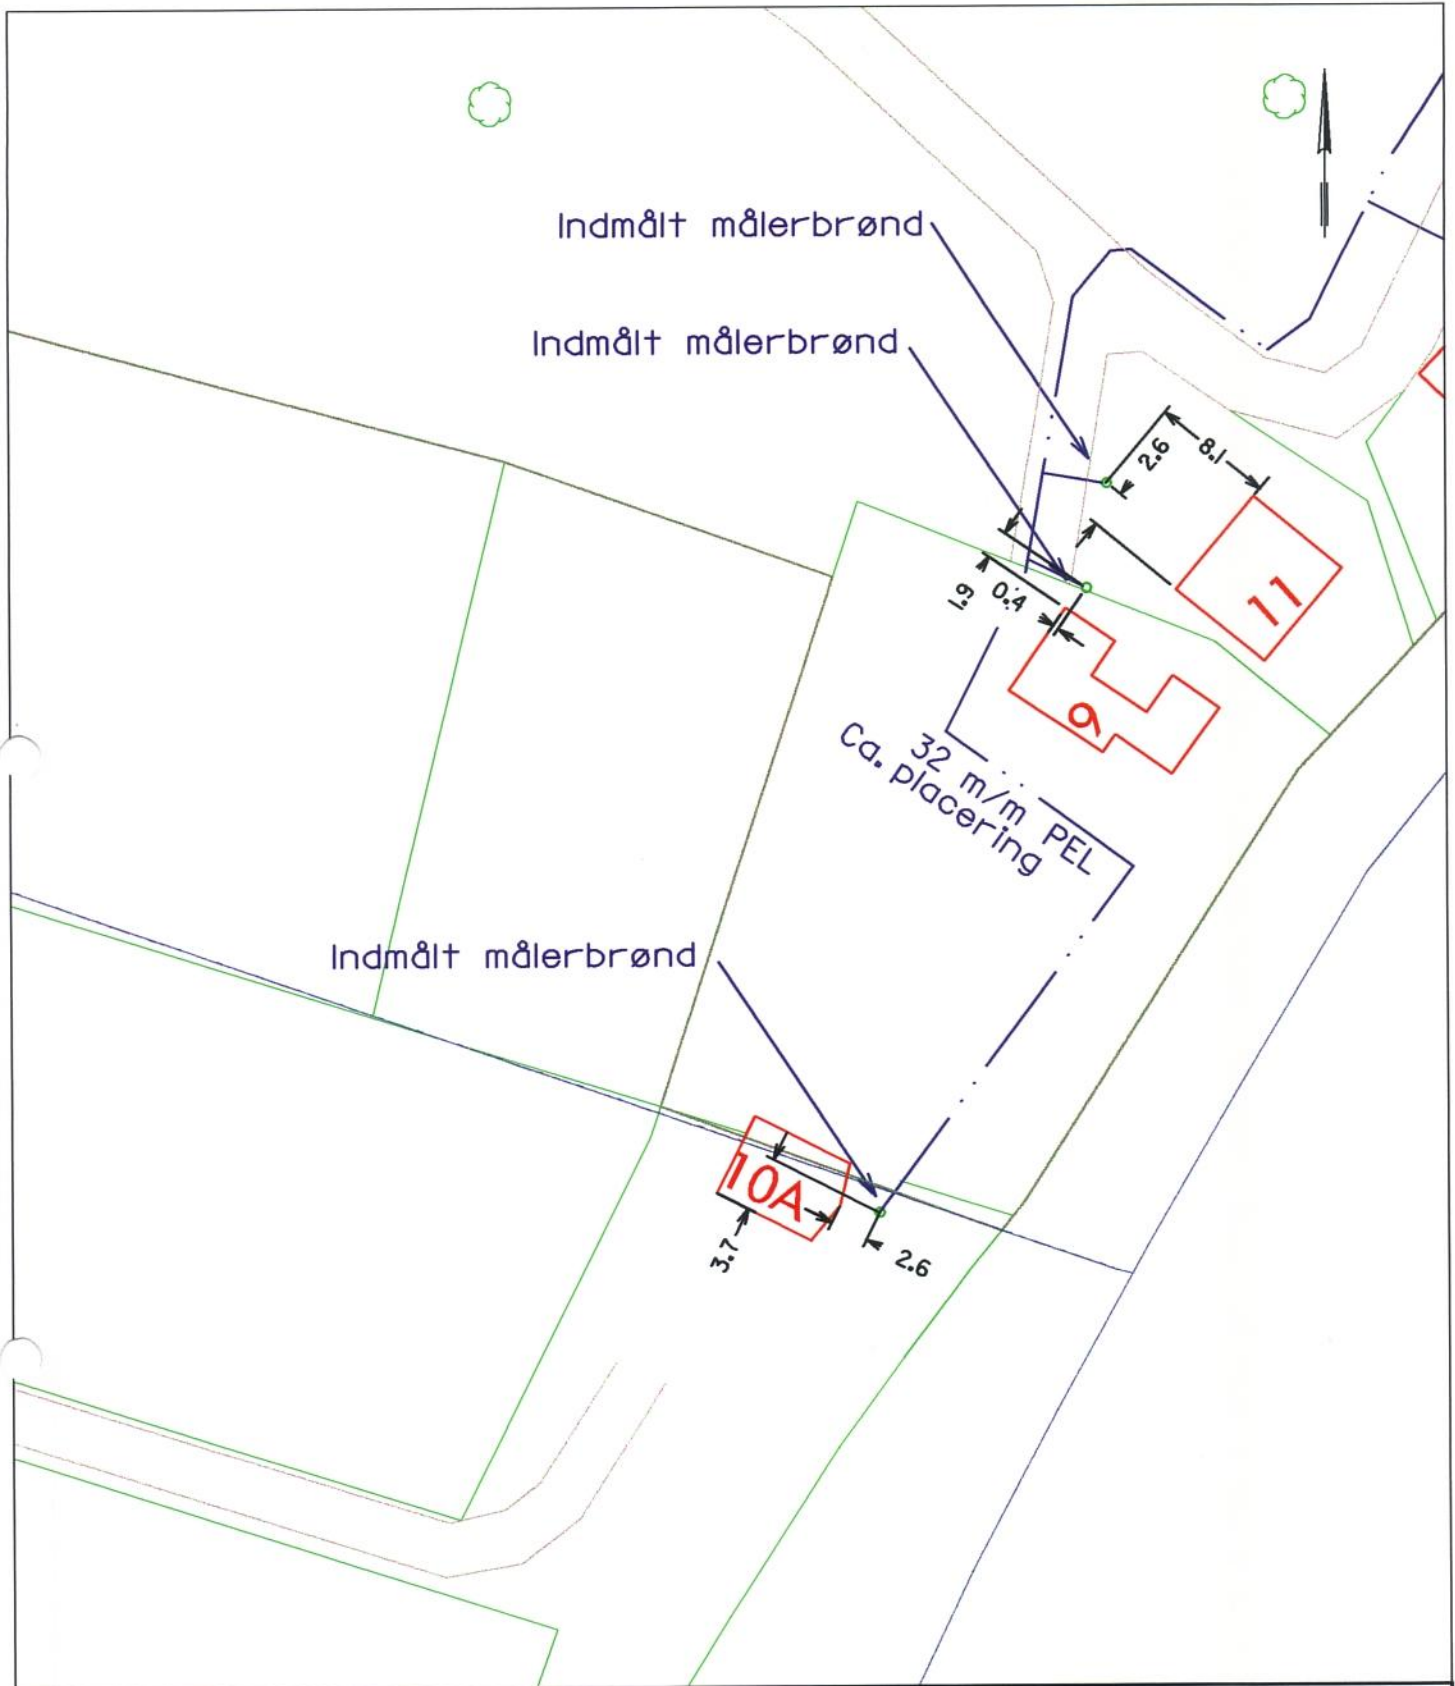 Indmålt målerbrønd
Indmålt målerbrønd
8.1
2.6
11
1.9
0.4
9
32 m/m PEL
Ca. placering
Indmålt målerbrønd
10A
3.7
2.6